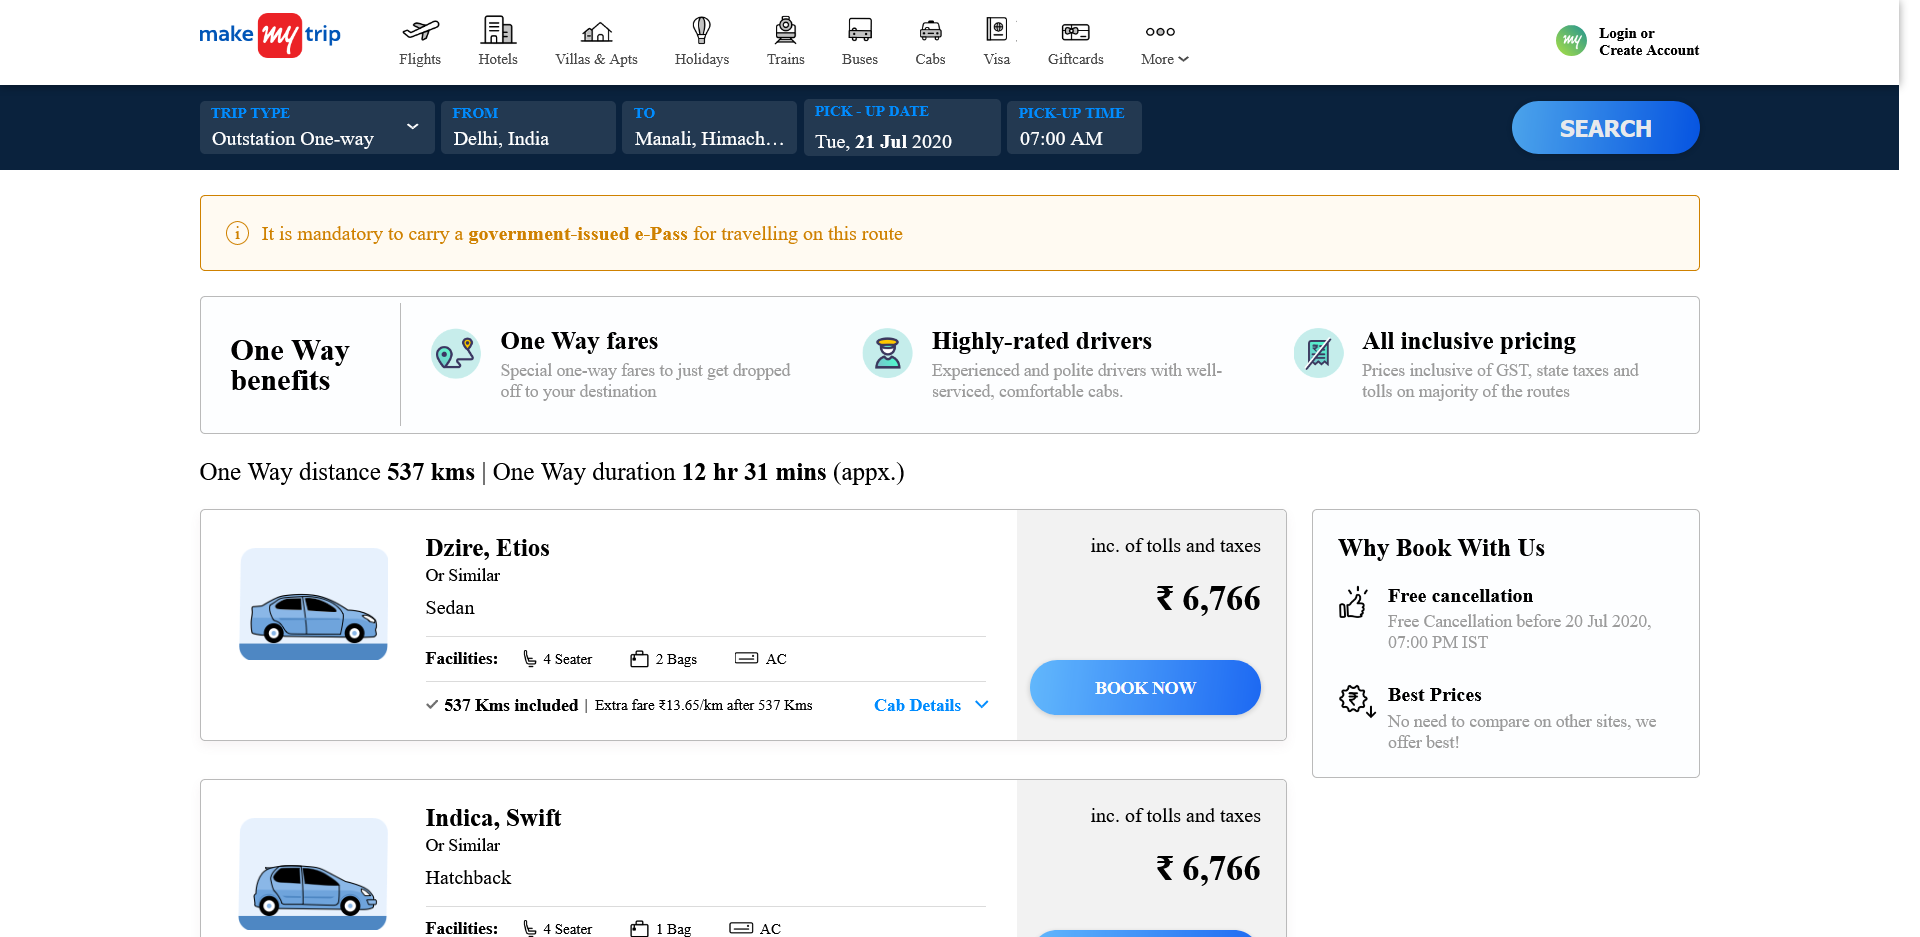 make my trip
Flights
Hotels
Villas & Apts
Holidays
Trains
Buses
Cabs
Visa
Giftcards
More
my
Login or
Create Account
TRIP TYPE
Outstation One-way
FROM
Delhi, India
TO
Manali, Himach...
PICK - UP DATE
Tue, 21 Jul 2020
PICK-UP TIME
07:00 AM
SEARCH
It is mandatory to carry a government-issued e-Pass for travelling on this route
One Way
benefits
One Way fares
Special one-way fares to just get dropped
off to your destination
Highly-rated drivers
Experienced and polite drivers with well-
serviced, comfortable cabs.
All inclusive pricing
Prices inclusive of GST, state taxes and
tolls on majority of the routes
One Way distance 537 kms | One Way duration 12 hr 31 mins (appx.)
Dzire, Etios
Or Similar
Sedan
Facilities: 4 Seater 2 Bags AC
537 Kms included | Extra fare ₹13.65/km after 537 Kms
Cab Details
inc. of tolls and taxes
₹ 6,766
BOOK NOW
Why Book With Us
Free cancellation
Free Cancellation before 20 Jul 2020,
07:00 PM IST
Best Prices
No need to compare on other sites, we
offer best!
Indica, Swift
Or Similar
Hatchback
Facilities: 4 Seater 1 Bag AC
inc. of tolls and taxes
₹ 6,766